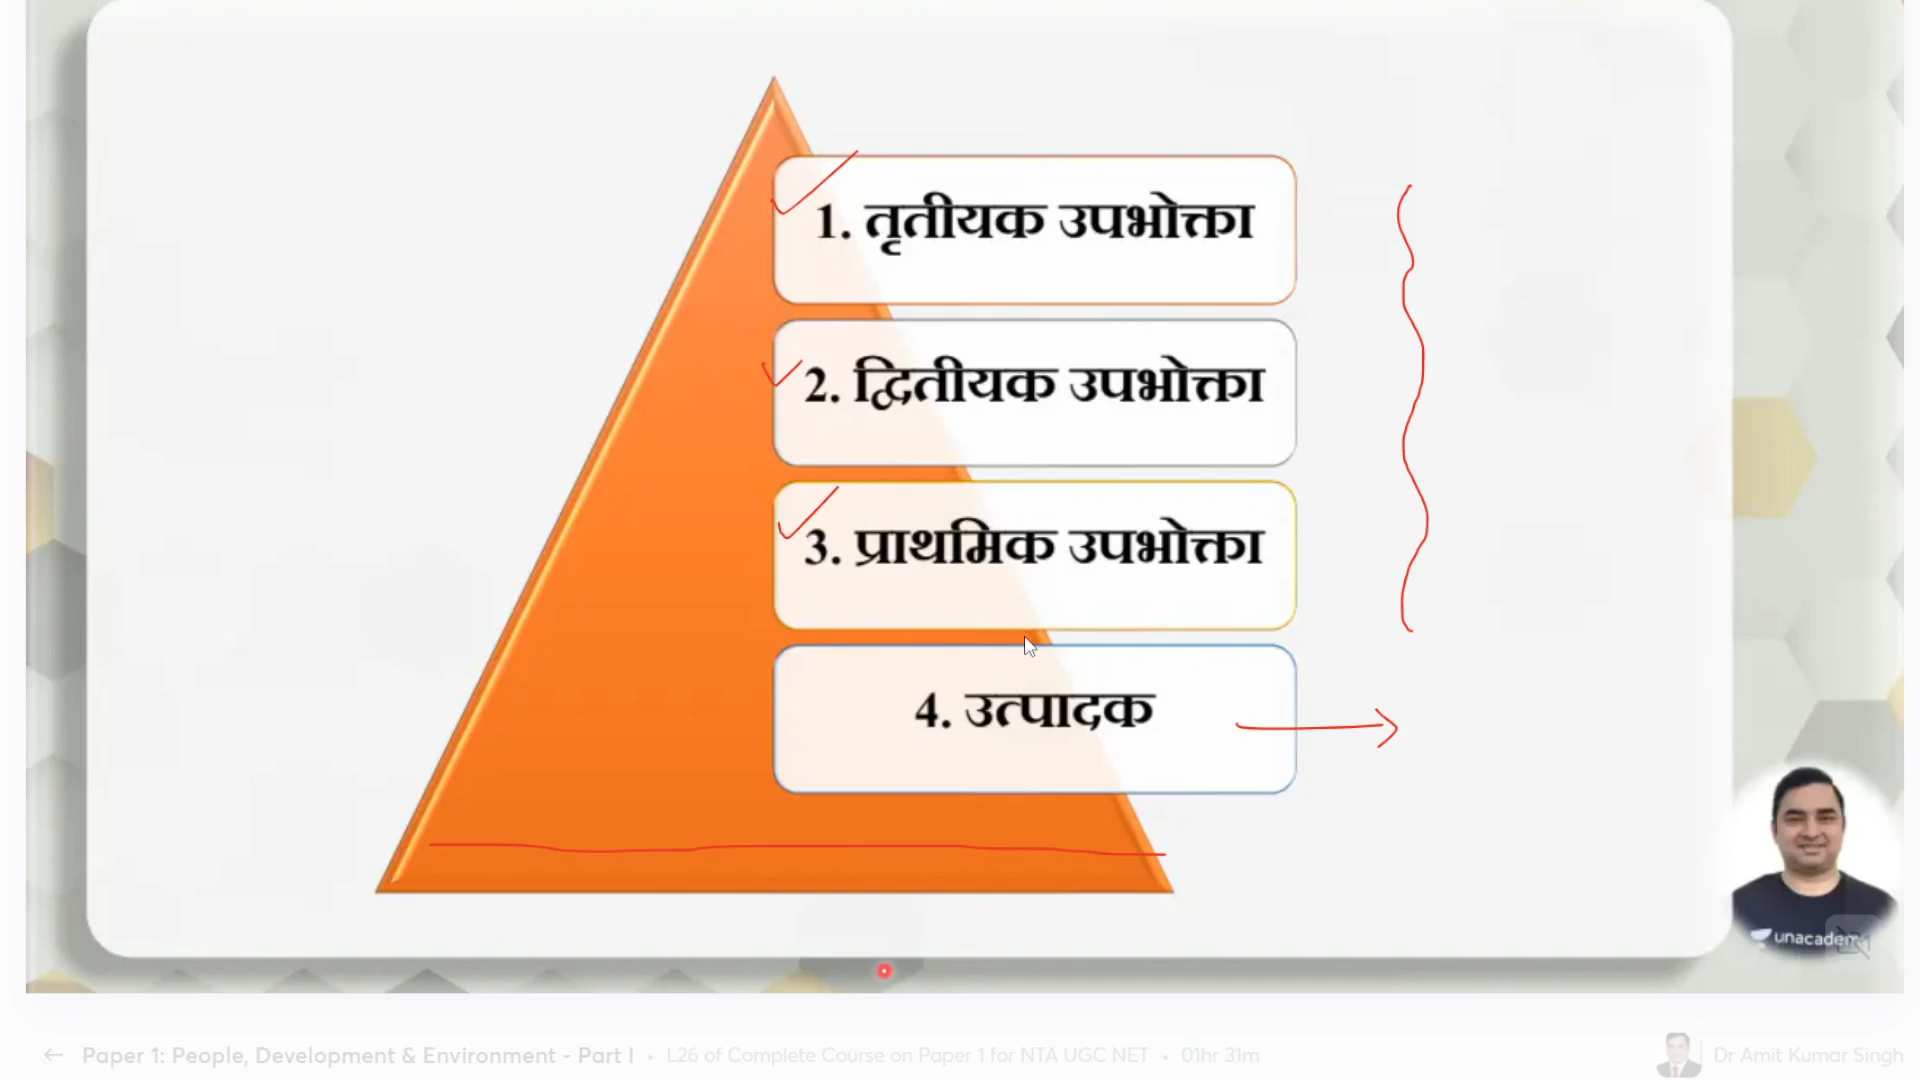 1. तृतीयक उपभोक्ता
2. द्वितीयक उपभोक्ता
3. प्राथमिक उपभोक्ता
4. उत्पादक
unacademy
Paper 1: People, Development & Environment - Part I • L26 of Complete Course on Paper 1 for NTA UGC NET • 01hr 31m
Dr Amit Kumar Singh